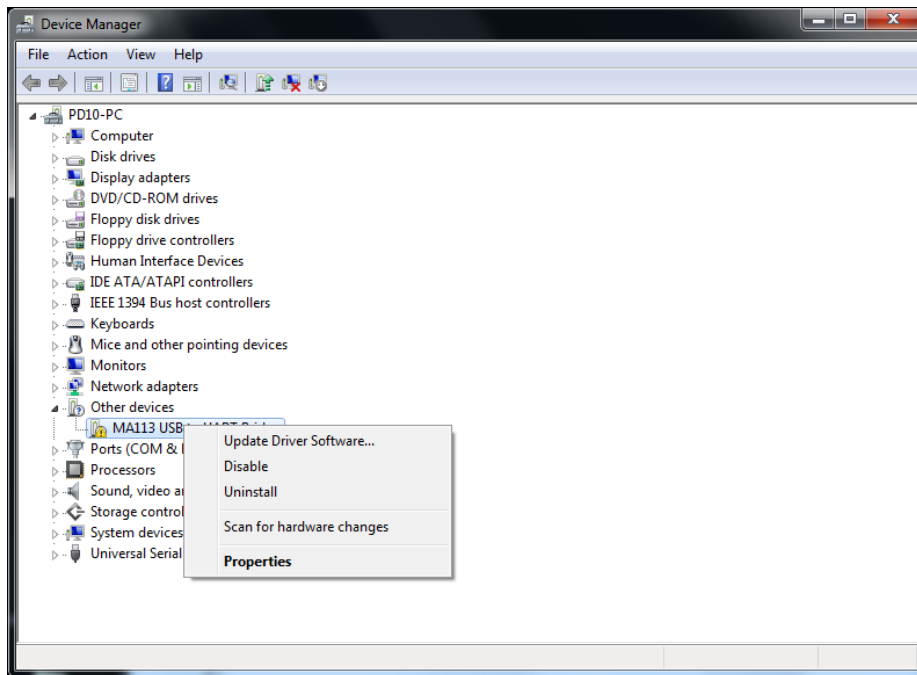 Device Manager
File Action View Help
PD10-PC
Computer
Disk drives
Display adapters
DVD/CD-ROM drives
Floppy disk drives
Floppy drive controllers
Human Interface Devices
IDE ATA/ATAPI controllers
IEEE 1394 Bus host controllers
Keyboards
Mice and other pointing devices
Monitors
Network adapters
Other devices
MA113 USB
Ports (COM &
Processors
Sound, video
Storage
System devices
Universal Serial
Update Driver Software...
Disable
Uninstall
Scan for hardware changes
Properties